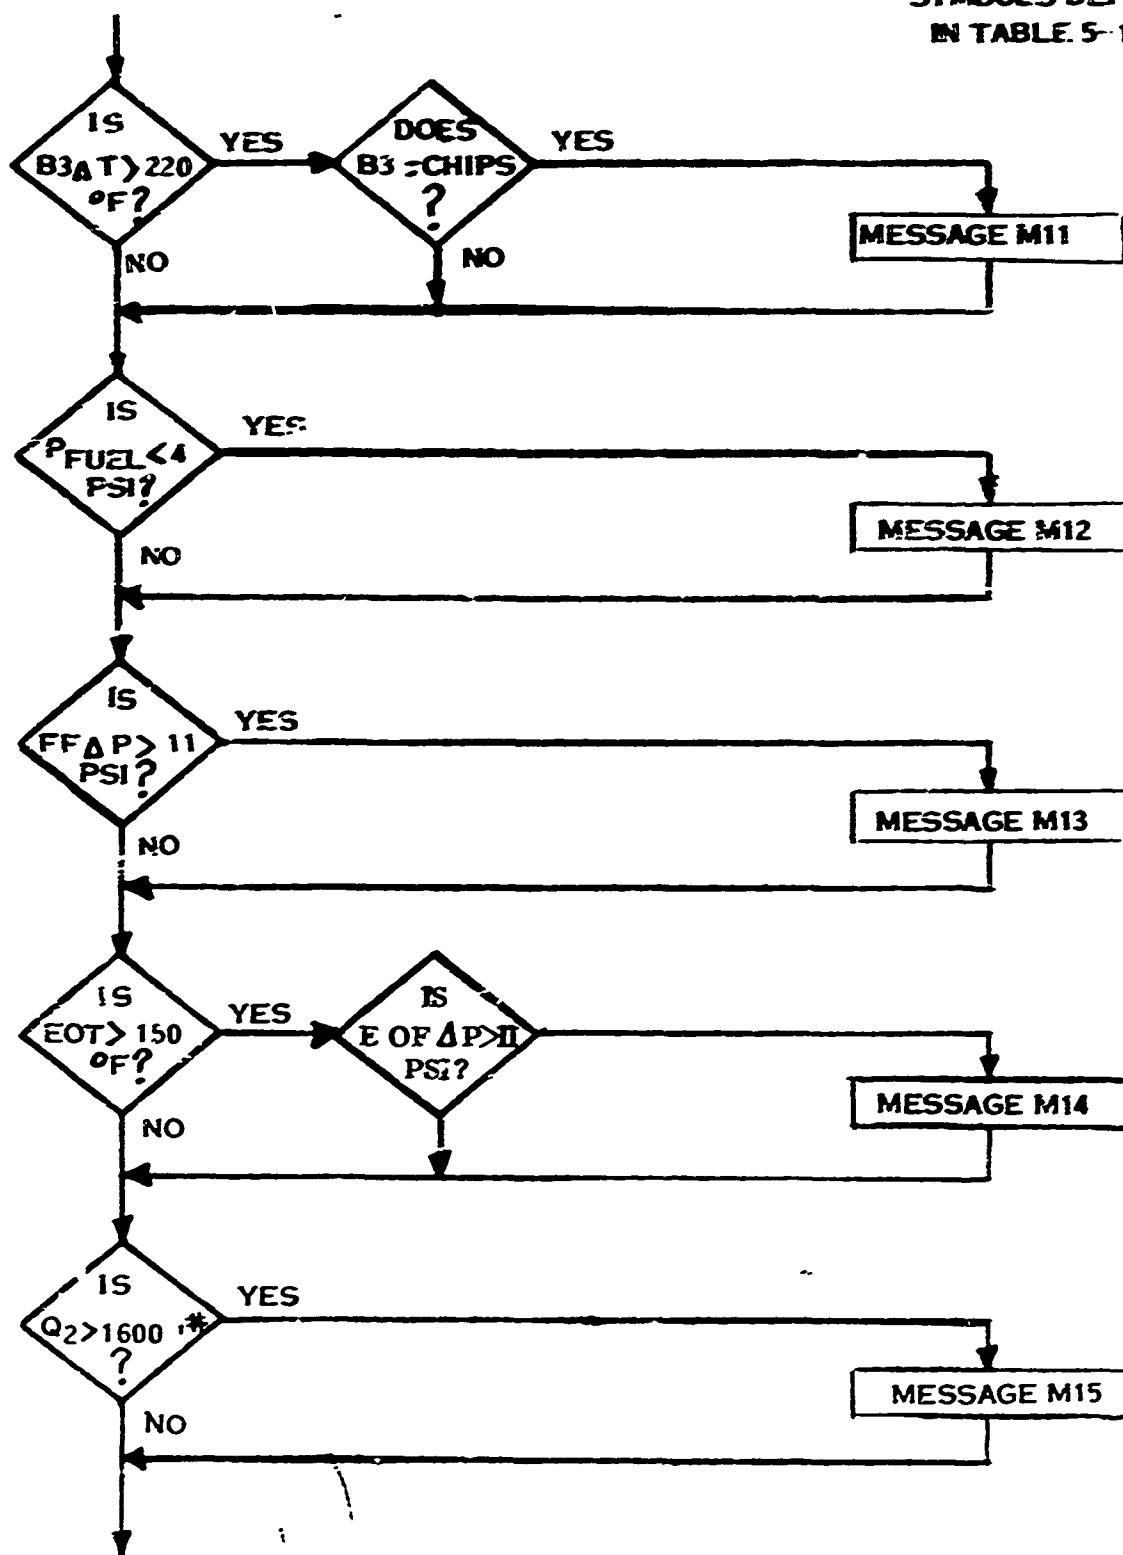 IN TABLE 5-1
IS
B3ΔT>220
°F?
YES
DOES
B3 =CHIPS
?
YES
MESSAGE M11
NO
NO
IS
PFUEL<4
PSI?
YES
MESSAGE M12
NO
IS
FFΔP> 11
PSI?
YES
MESSAGE M13
NO
IS
EOT> 150
°F?
YES
IS
E OF ΔP>II
PSI?
MESSAGE M14
NO
IS
Q2>1600 '#
?
YES
MESSAGE M15
NO